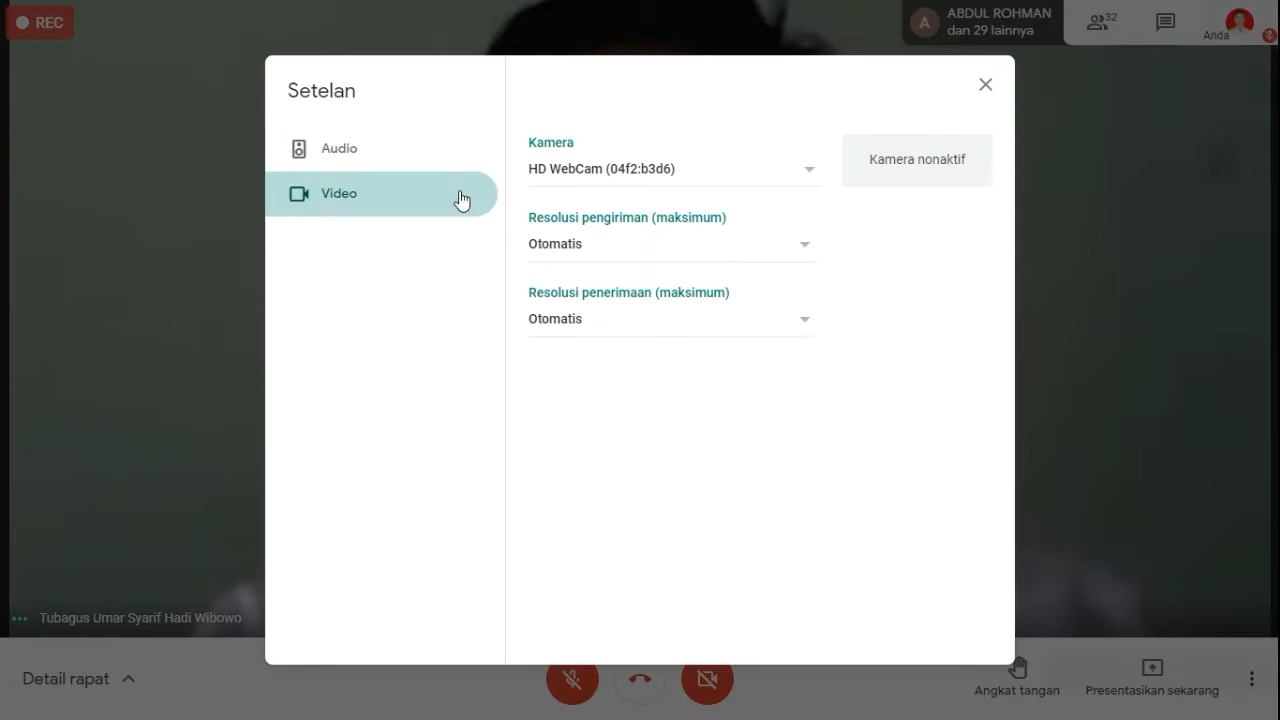 REC
A
ABDUL ROHMAN
dan 29 lainnya
32
Anda
Setelan
Audio
Video
Kamera
HD WebCam (04f2:b3d6)
Kamera nonaktif
Resolusi pengiriman (maksimum)
Otomatis
Resolusi penerimaan (maksimum)
Otomatis
Tubagus Umar Syarif Hadi Wibowo
Detail rapat
Angkat tangan
Presentasikan sekarang